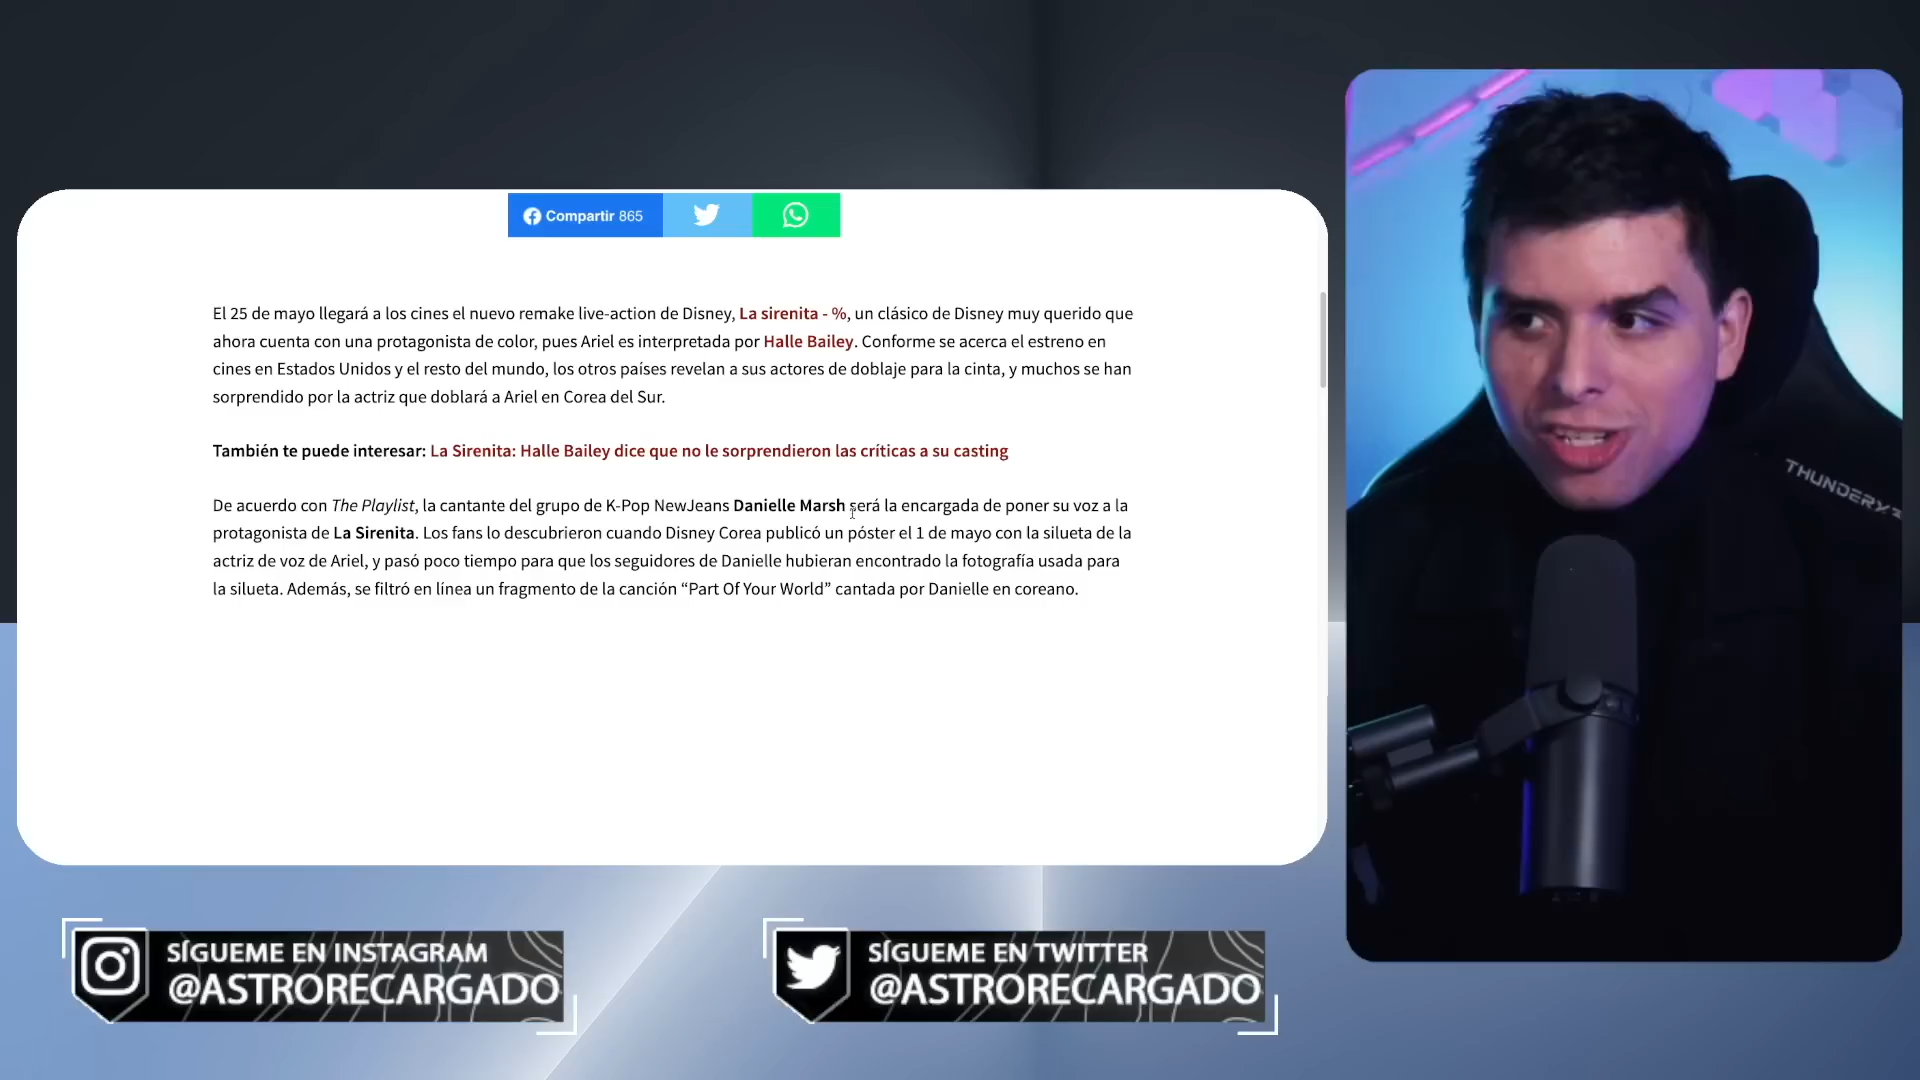 Compartir 865
El 25 de mayo llegará a los cines el nuevo remake live-action de Disney, La sirenita - %, un clásico de Disney muy querido que
ahora cuenta con una protagonista de color, pues Ariel es interpretada por Halle Bailey. Conforme se acerca el estreno en
cines en Estados Unidos y el resto del mundo, los otros países revelan a sus actores de doblaje para la cinta, y muchos se han
sorprendido por la actriz que doblará a Ariel en Corea del Sur.
También te puede interesar: La Sirenita: Halle Bailey dice que no le sorprendieron las críticas a su casting
De acuerdo con The Playlist, la cantante del grupo de K-Pop NewJeans Danielle Marsh será la encargada de poner su voz a la
protagonista de La Sirenita. Los fans lo descubrieron cuando Disney Corea publicó un póster el 1 de mayo con la silueta de la
actriz de voz de Ariel, y pasó poco tiempo para que los seguidores de Danielle hubieran encontrado la fotografía usada para
la silueta. Además, se filtró en línea un fragmento de la canción “Part Of Your World” cantada por Danielle en coreano.
THUNDERX3
SÍGUEME EN INSTAGRAM
@ASTRORECARGADO
SÍGUEME EN TWITTER
@ASTRORECARGADO